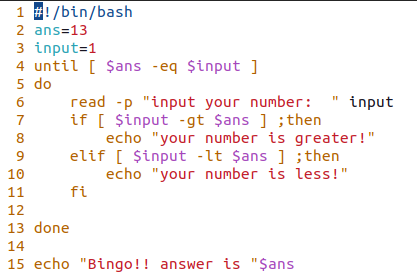 1 #!/bin/bash
2 ans=13
3 input=1
4 until [ $ans -eq $input ]
5 do
6     read -p "input your number:  " input
7     if [ $input -gt $ans ] ;then
8         echo "your number is greater!"
9     elif [ $input -lt $ans ] ;then
10         echo "your number is less!"
11     fi
12
13 done
14
15 echo "Bingo!! answer is "$ans